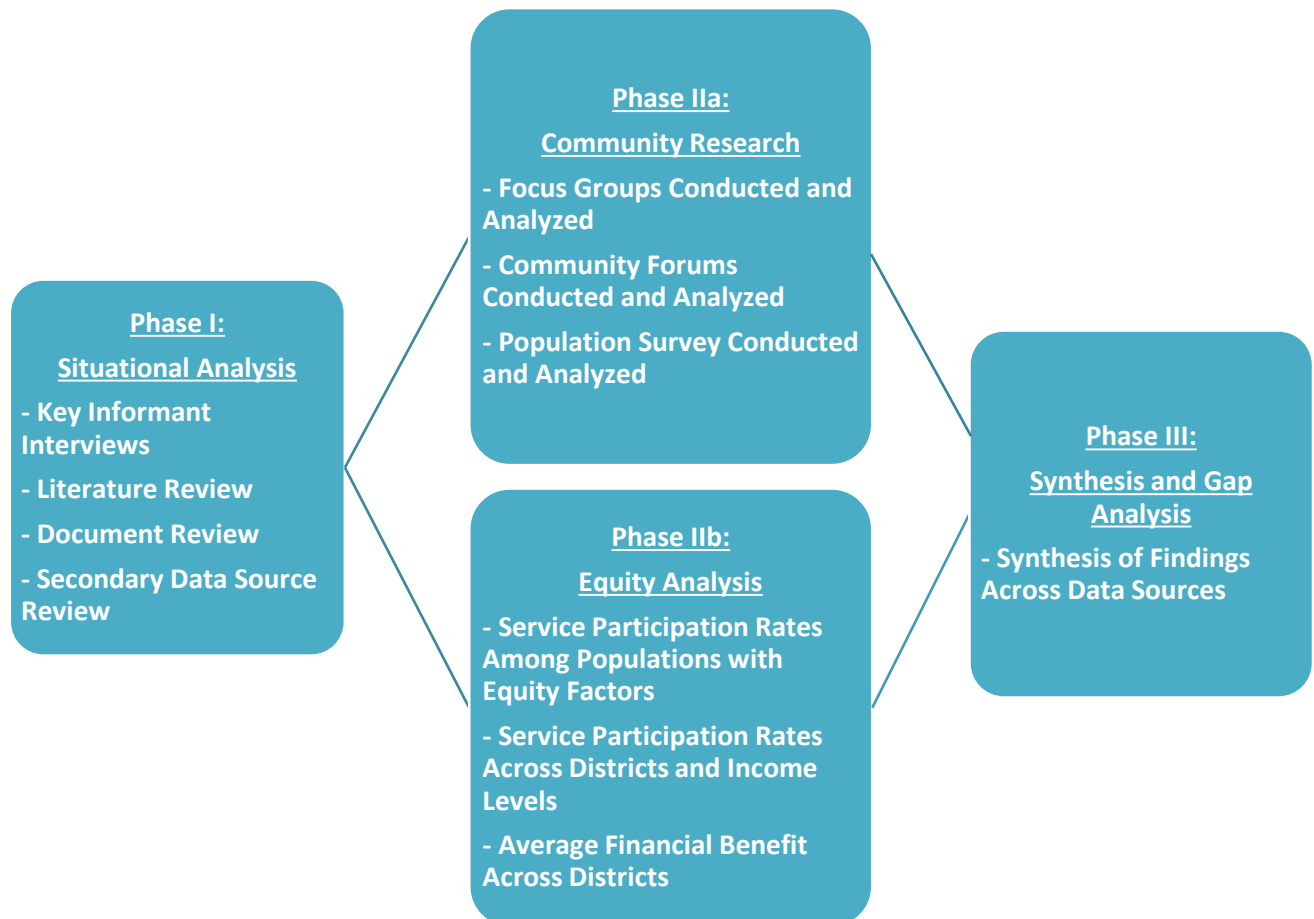 Phase I:
Situational Analysis
- Key Informant
Interviews
- Literature Review
- Document Review
- Secondary Data Source
Review
Phase IIa:
Community Research
- Focus Groups Conducted and
Analyzed
- Community Forums
Conducted and Analyzed
- Population Survey Conducted
and Analyzed
Phase IIb:
Equity Analysis
- Service Participation Rates
Among Populations with
Equity Factors
- Service Participation Rates
Across Districts and Income
Levels
- Average Financial Benefit
Across Districts
Phase III:
Synthesis and Gap
Analysis
- Synthesis of Findings
Across Data Sources